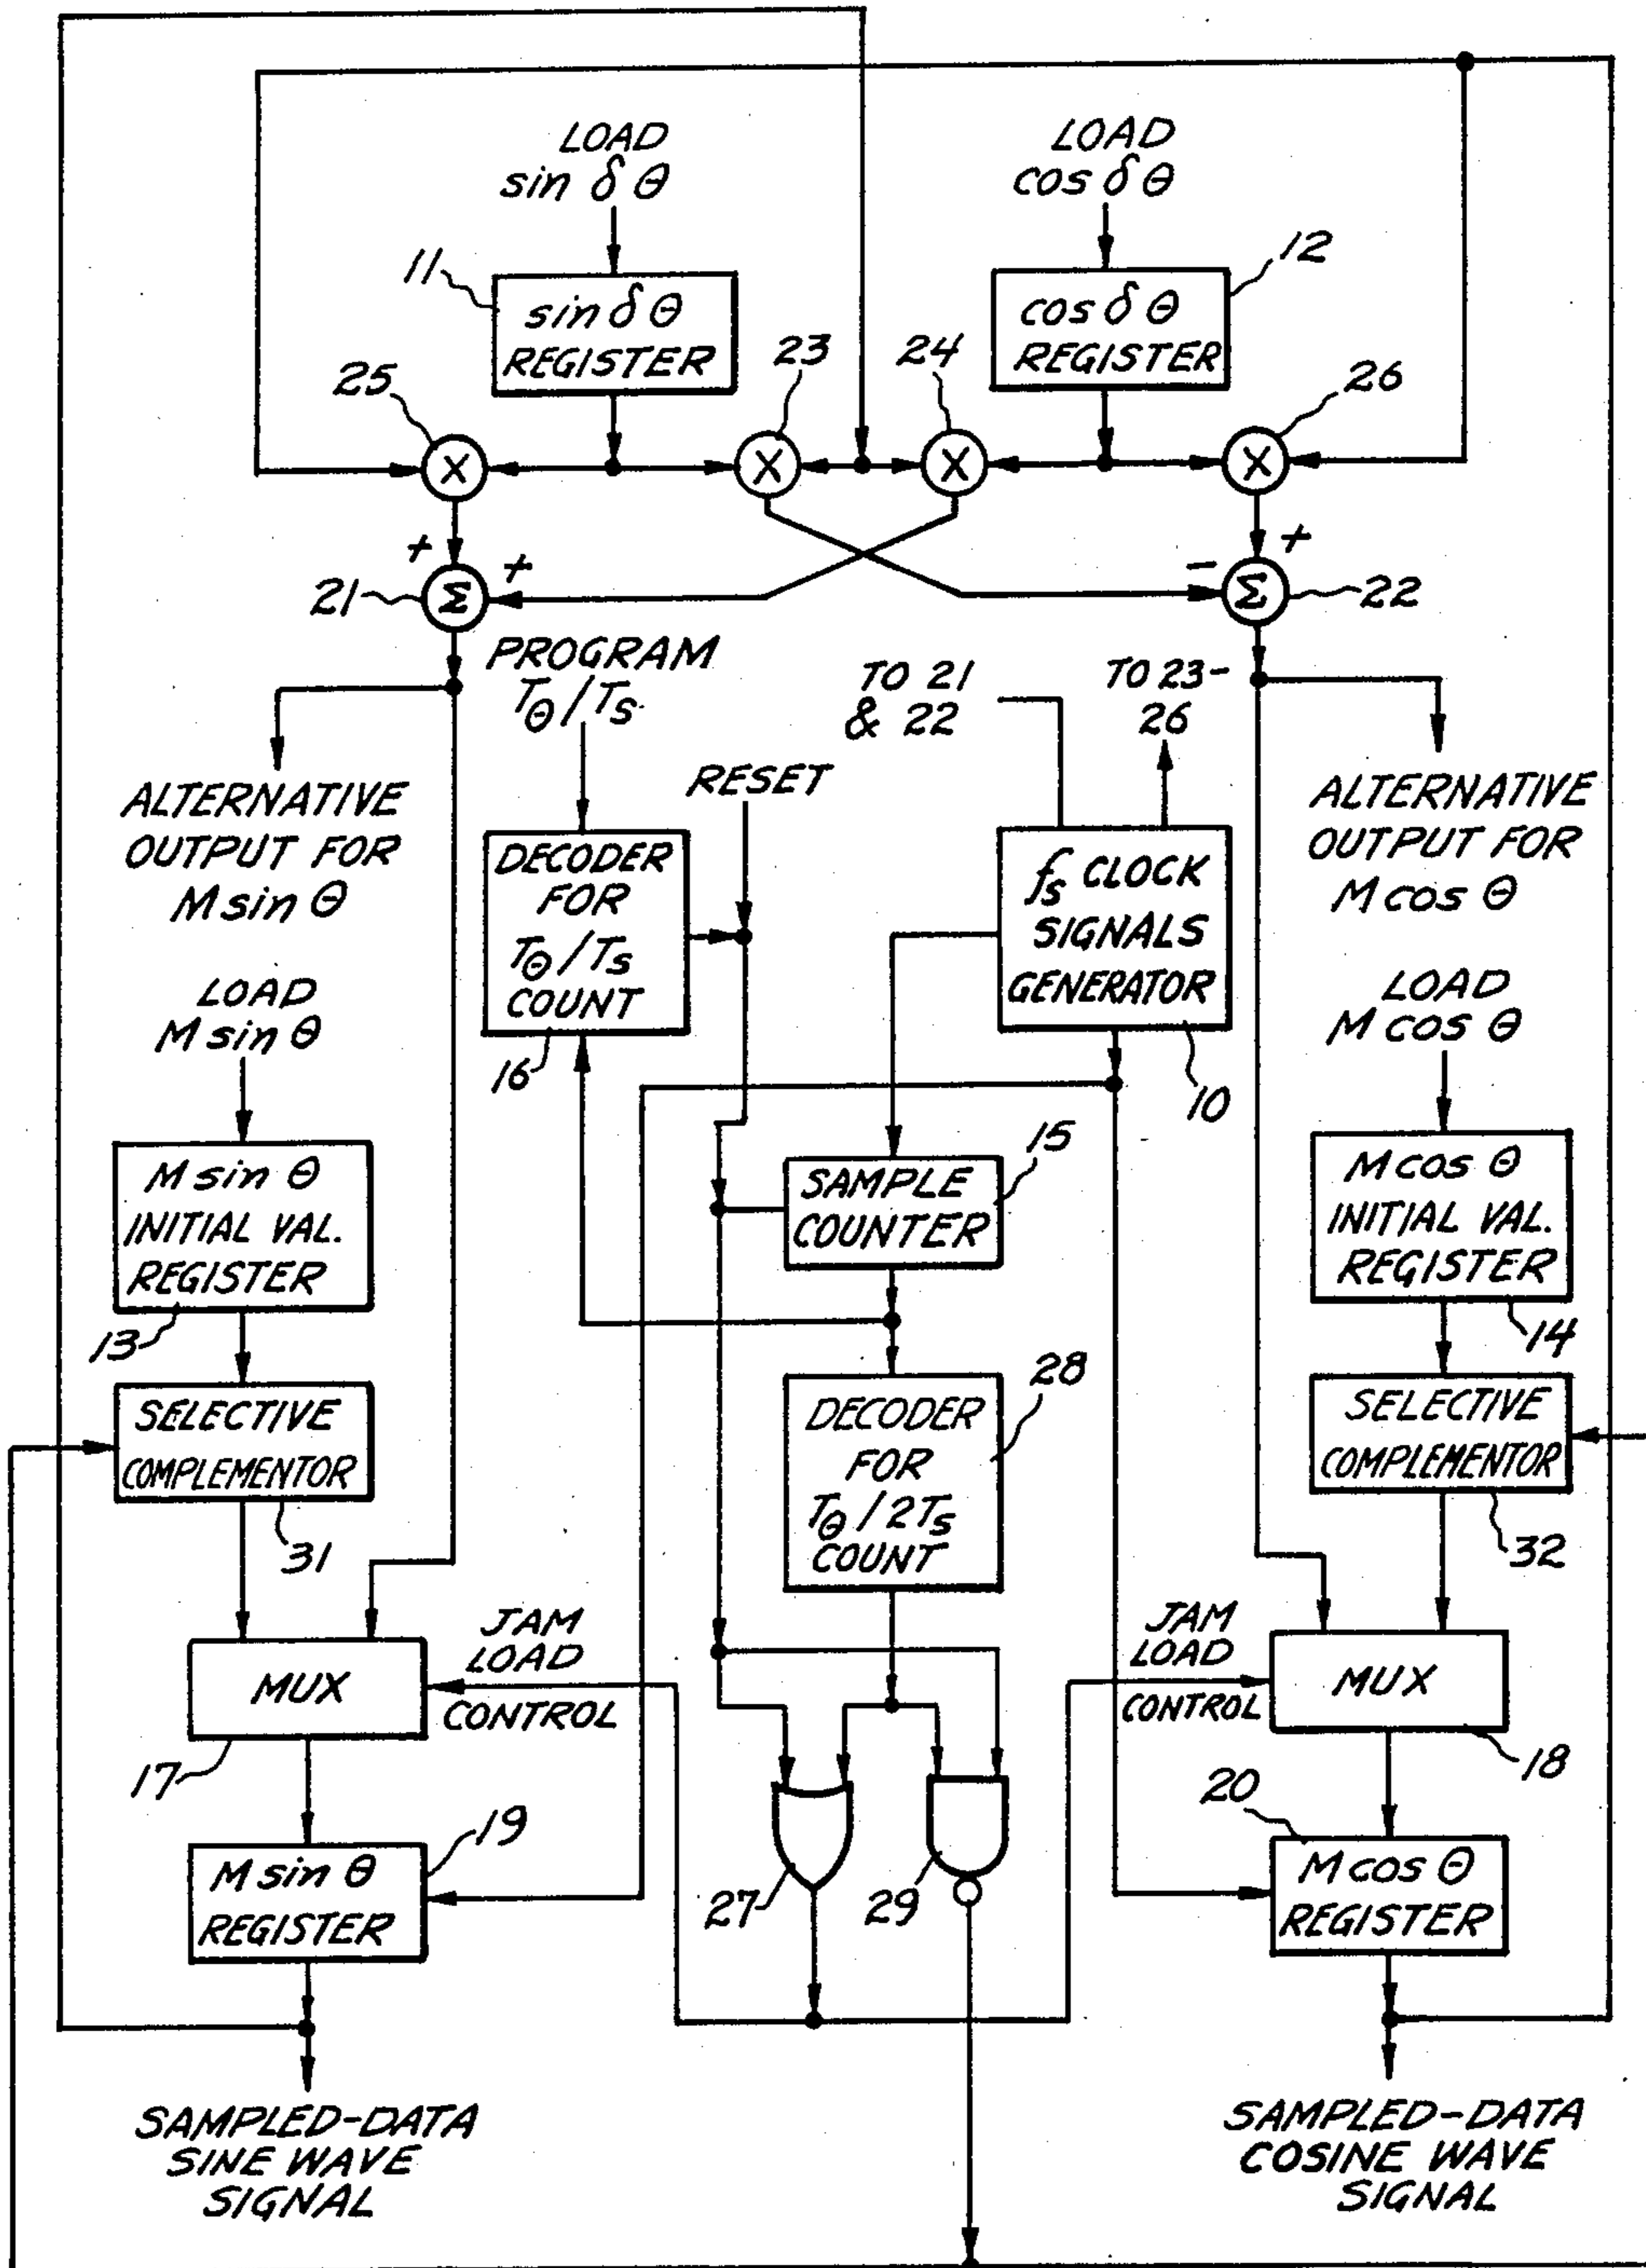 LOAD
sin δ θ
LOAD
cos δ θ
11
sin δ θ
REGISTER
12
cos δ θ
REGISTER
25
23
24
26
X
X
X
X
+
+
-
+
21
Σ
Σ
22
PROGRAM
Tθ/Ts
TO 21
& 22
TO 23-
26
RESET
ALTERNATIVE
OUTPUT FOR
M sin θ
DECODER
FOR
Tθ/Ts
COUNT
16
fs CLOCK
SIGNALS
GENERATOR
10
ALTERNATIVE
OUTPUT FOR
M cos θ
LOAD
M sin θ
LOAD
M cos θ
M sin θ
INITIAL VAL.
REGISTER
13
15
SAMPLE
COUNTER
M cos θ
INITIAL VAL.
REGISTER
14
SELECTIVE
COMPLEMENTOR
31
28
DECODER
FOR
Tθ/2Ts
COUNT
SELECTIVE
COMPLEMENTOR
32
MUX
17
JAM
LOAD
CONTROL
JAM
LOAD
CONTROL
MUX
18
19
M sin θ
REGISTER
27
29
20
M cos θ
REGISTER
SAMPLED-DATA
SINE WAVE
SIGNAL
SAMPLED-DATA
COSINE WAVE
SIGNAL